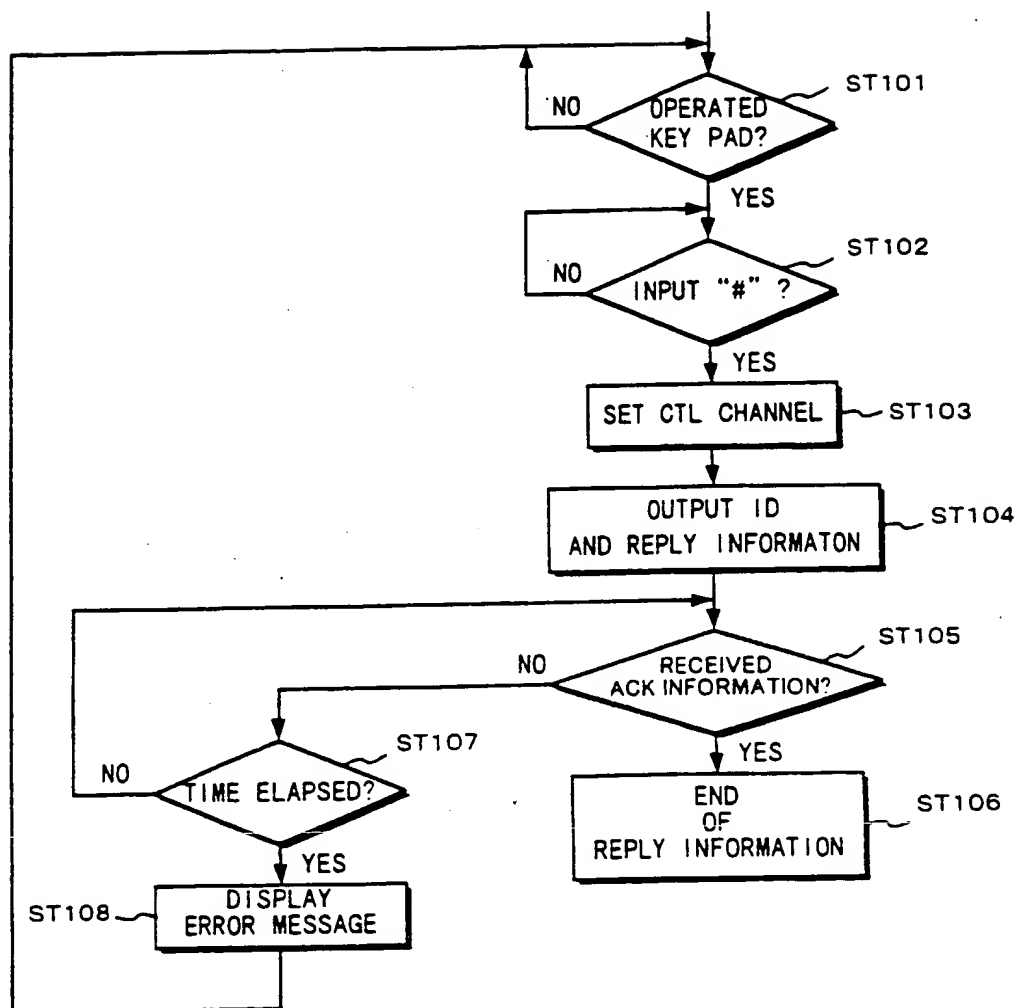 ST101
NO
OPERATED
KEY PAD?
YES
ST102
NO
INPUT "#" ?
YES
SET CTL CHANNEL
ST103
OUTPUT ID
AND REPLY INFORMATON
ST104
ST105
NO
RECEIVED
ACK INFORMATION?
YES
ST107
NO
TIME ELAPSED?
END
OF
REPLY INFORMATION
ST106
YES
DISPLAY
ERROR MESSAGE
ST108